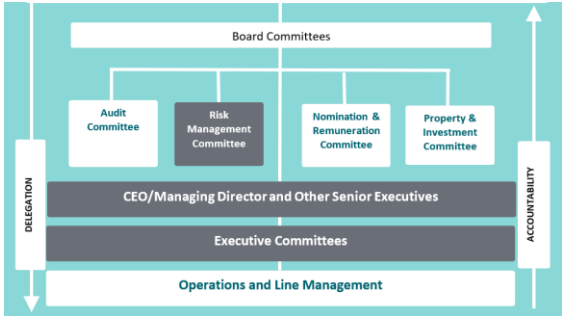 Board Committees
Audit
Committee
Risk
Management
Committee
Nomination &
Remuneration
Committee
Property &
Investment
Committee
DELEGATION
ACCOUNTABILITY
CEO/Managing Director and Other Senior Executives
Executive Committees
Operations and Line Management